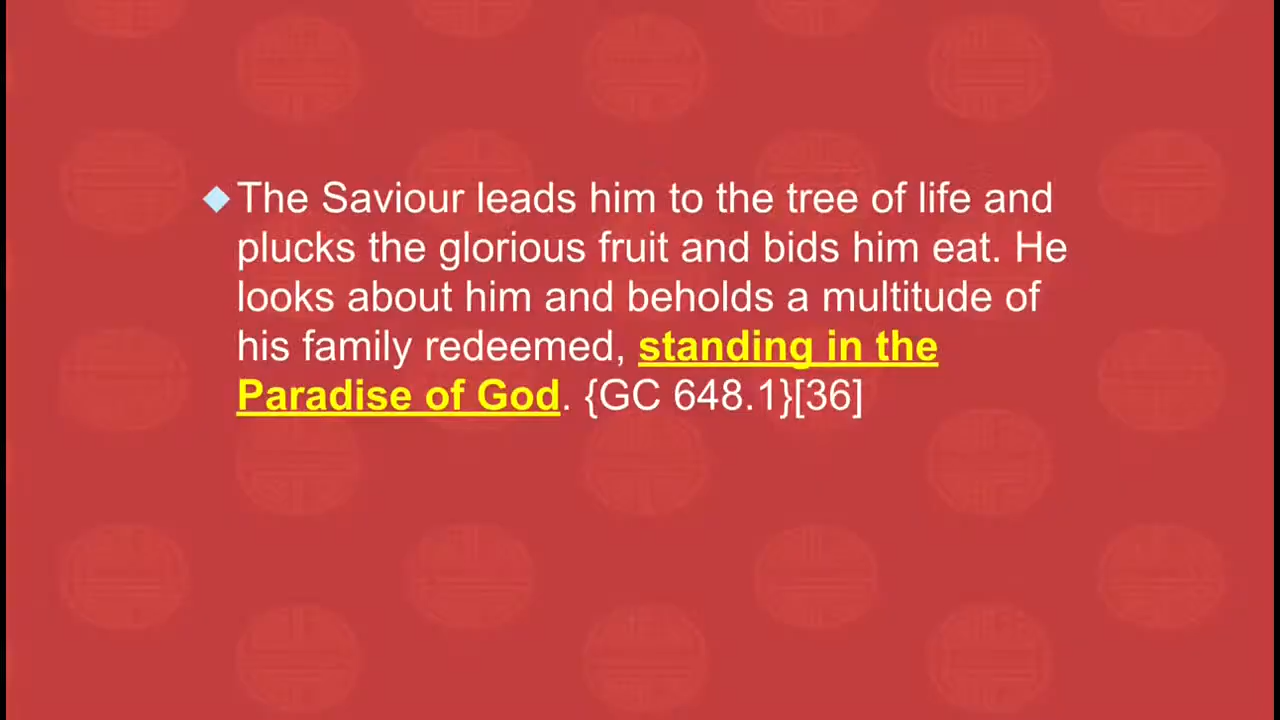 The Saviour leads him to the tree of life and
plucks the glorious fruit and bids him eat. He
looks about him and beholds a multitude of
his family redeemed, standing in the
Paradise of God. {GC 648.1}[36]